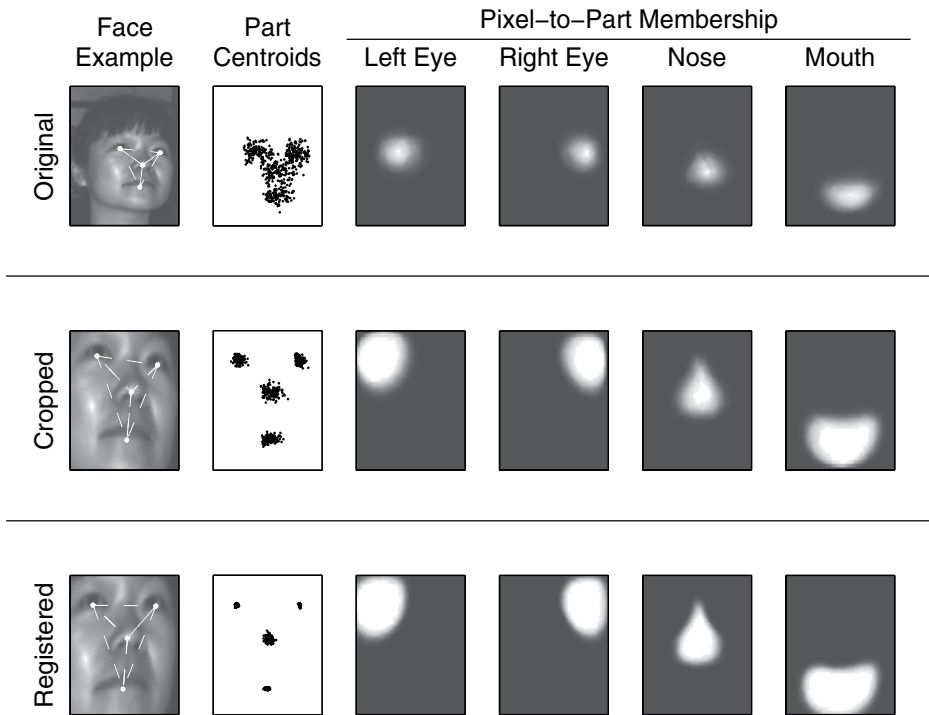 Pixel−to−Part Membership
Face Example
Part Centroids
Left Eye
Right Eye
Nose
Mouth
Original
Cropped
Registered